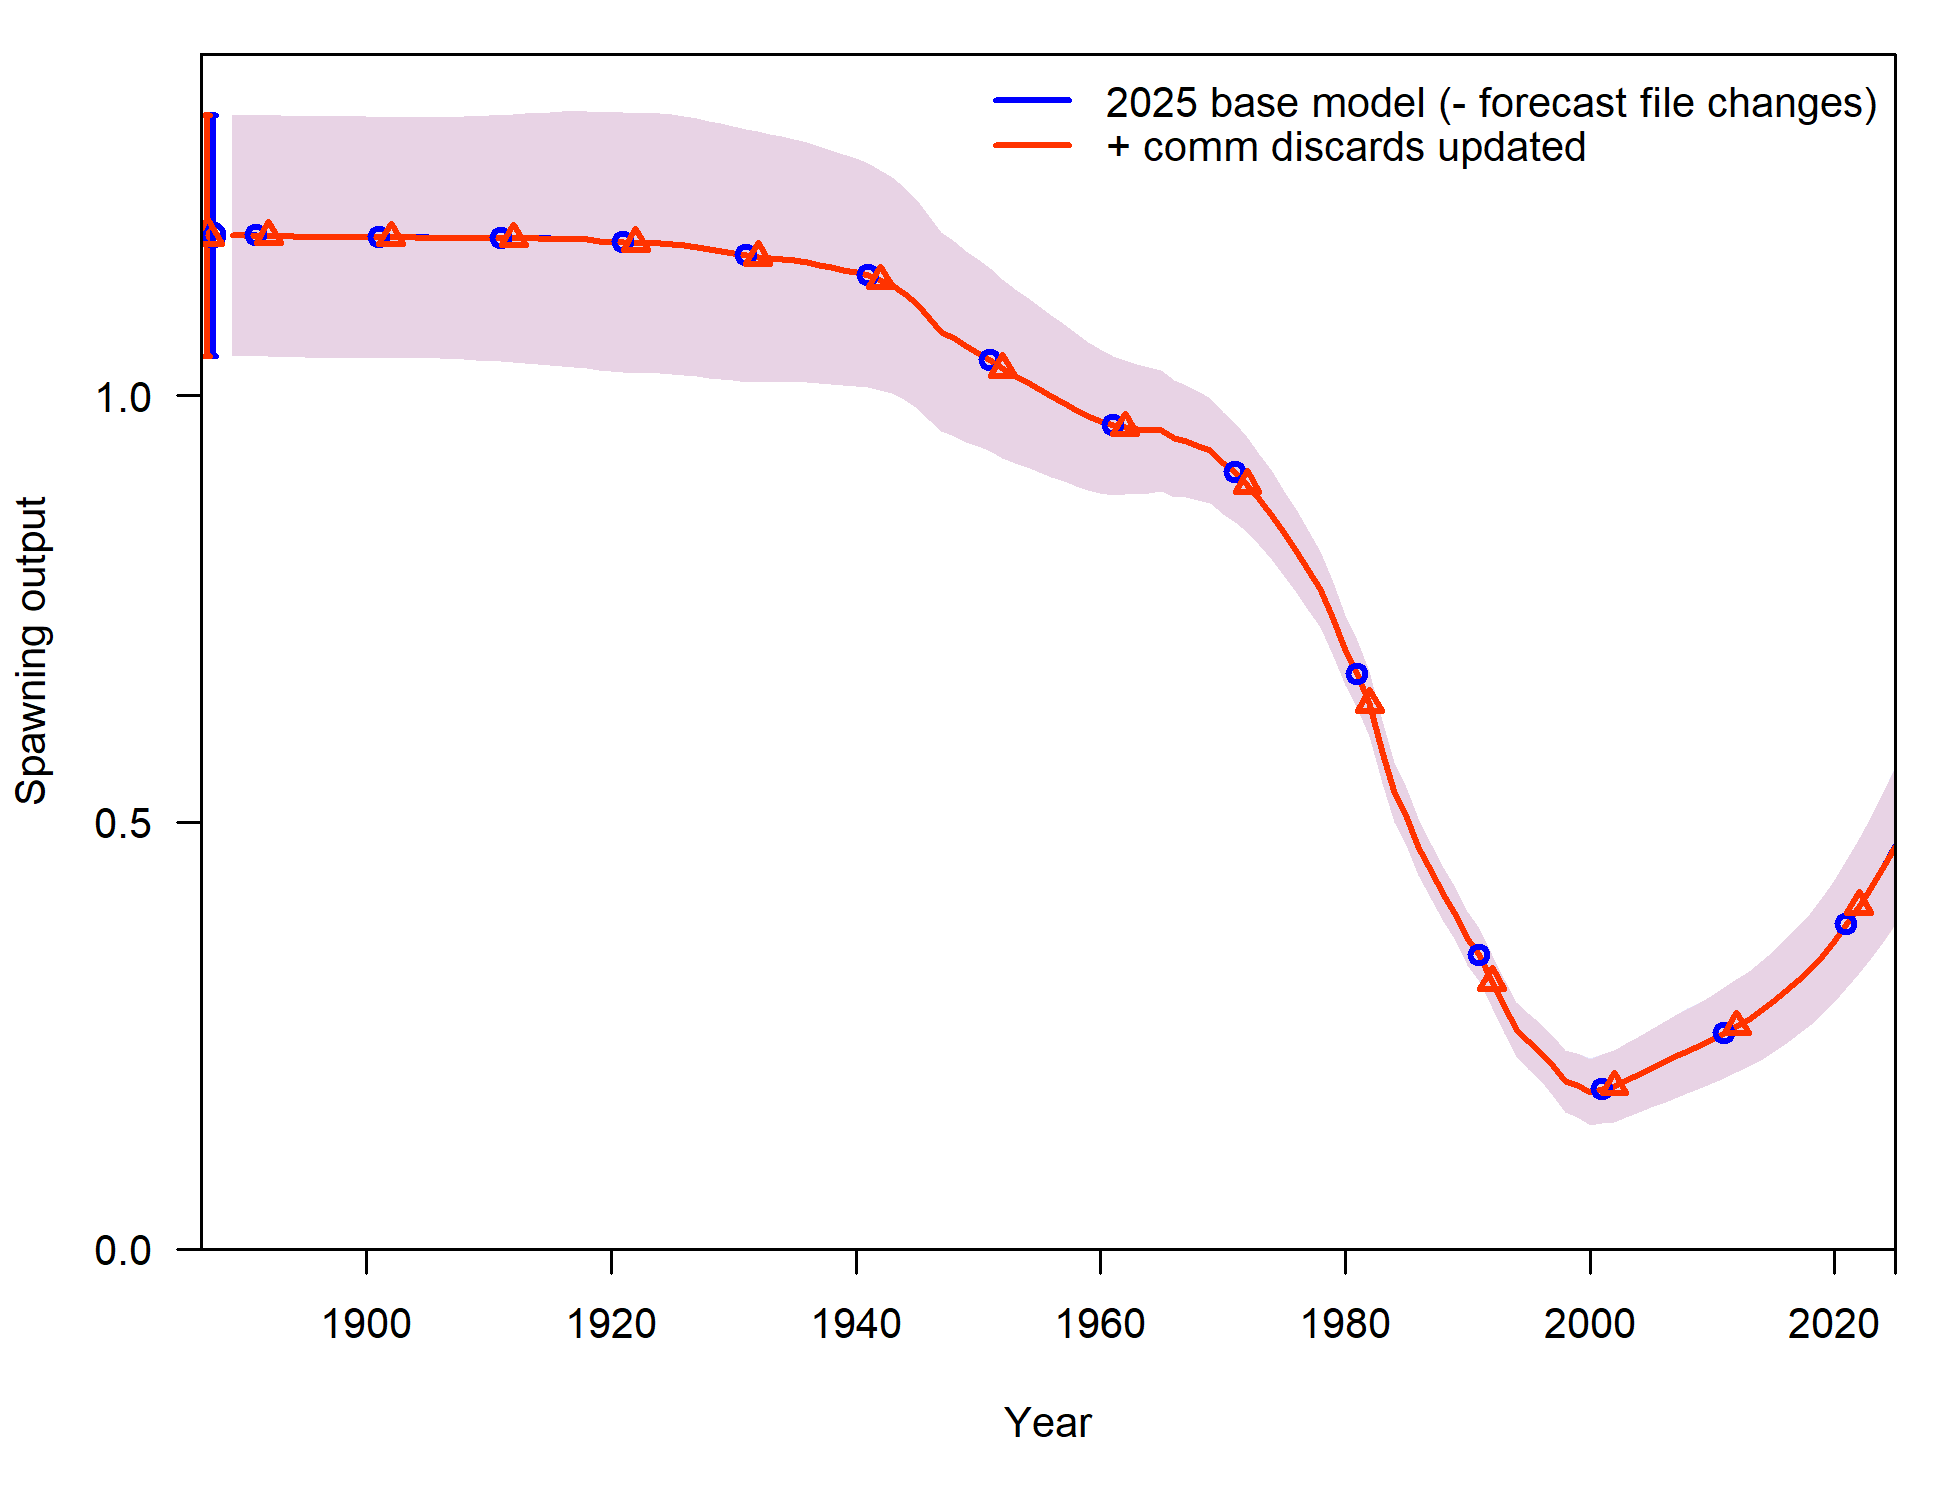 2025 base model (- forecast file changes)
+ comm discards updated
Spawning output
1.0
0.5
0.0
1900
1920
1940
1960
1980
2000
2020
Year